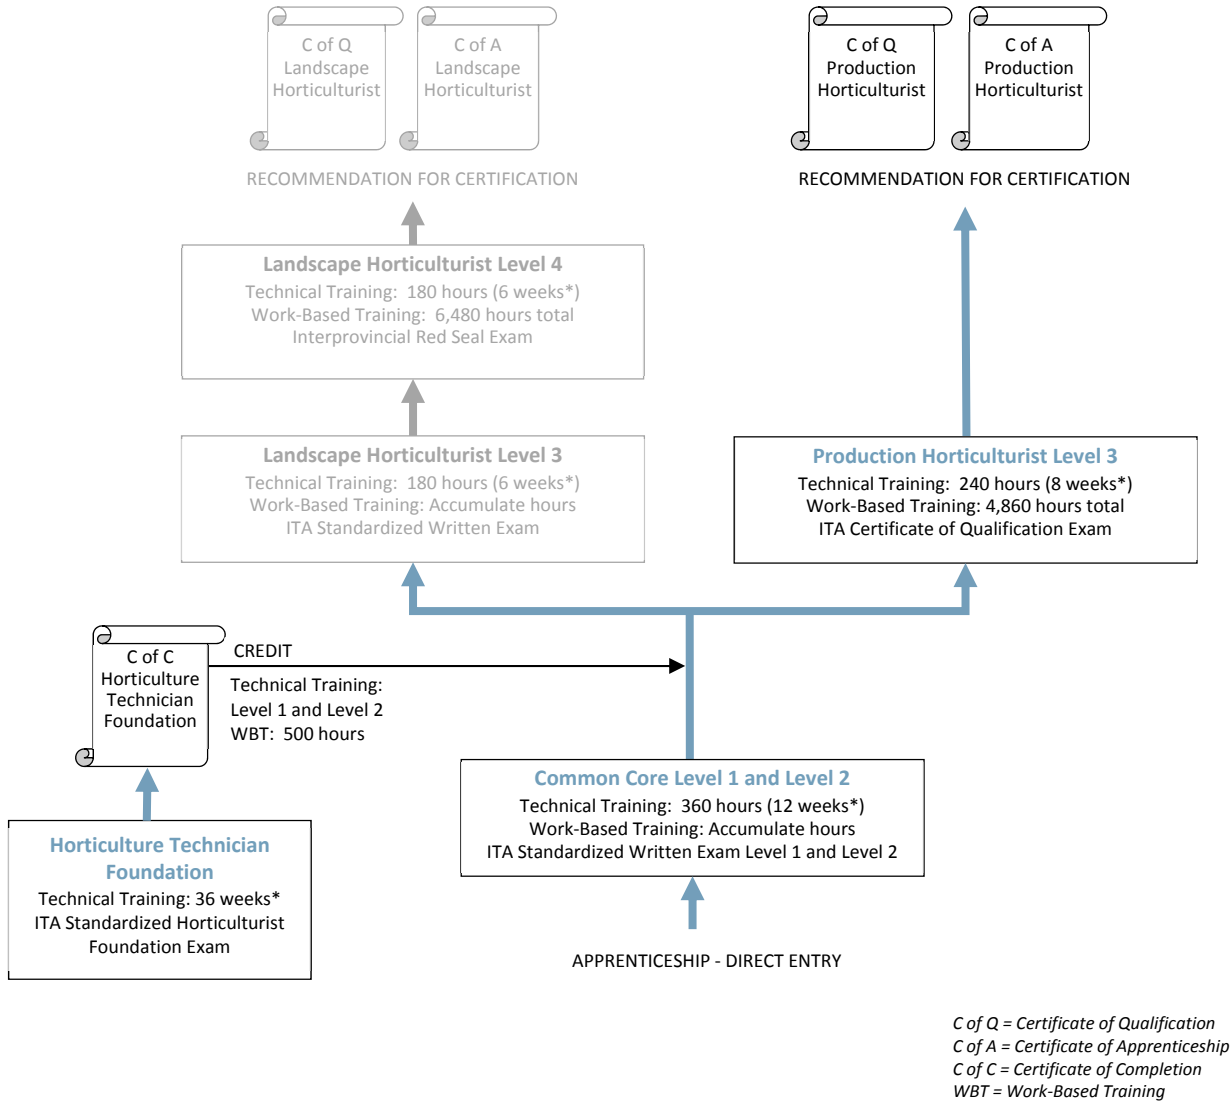 C of Q
Landscape
Horticulturist
C of A
Landscape
Horticulturist
C of Q
Production
Horticulturist
C of A
Production
Horticulturist
RECOMMENDATION FOR CERTIFICATION
RECOMMENDATION FOR CERTIFICATION
Landscape Horticulturist Level 4
Technical Training:  180 hours (6 weeks*)
Work-Based Training:  6,480 hours total
Interprovincial Red Seal Exam
Landscape Horticulturist Level 3
Technical Training:  180 hours (6 weeks*)
Work-Based Training: Accumulate hours
ITA Standardized Written Exam
Production Horticulturist Level 3
Technical Training:  240 hours (8 weeks*)
Work-Based Training: 4,860 hours total
ITA Certificate of Qualification Exam
C of C
Horticulture
Technician
Foundation
CREDIT
Technical Training:
Level 1 and Level 2
WBT:  500 hours
Common Core Level 1 and Level 2
Technical Training:  360 hours (12 weeks*)
Work-Based Training: Accumulate hours
ITA Standardized Written Exam Level 1 and Level 2
Horticulture Technician
Foundation
Technical Training: 36 weeks*
ITA Standardized Horticulturist
Foundation Exam
APPRENTICESHIP - DIRECT ENTRY
C of Q = Certificate of Qualification
C of A = Certificate of Apprenticeship
C of C = Certificate of Completion
WBT = Work-Based Training